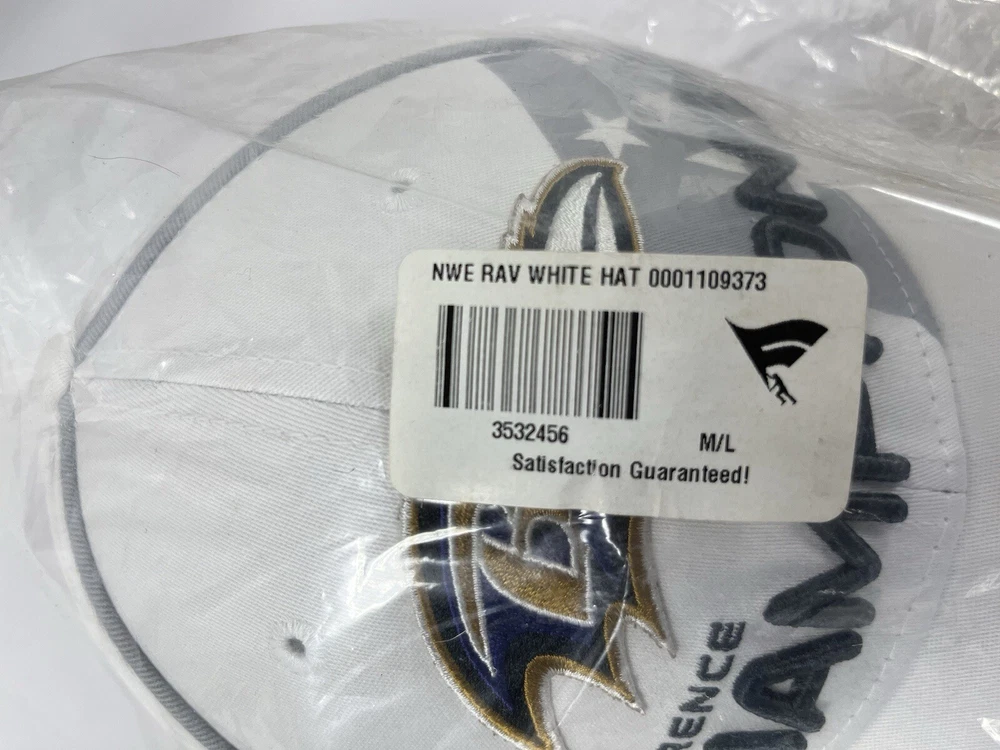 NWE RAV WHITE HAT 0001109373
3532456
M/L
Satisfaction Guaranteed!
B